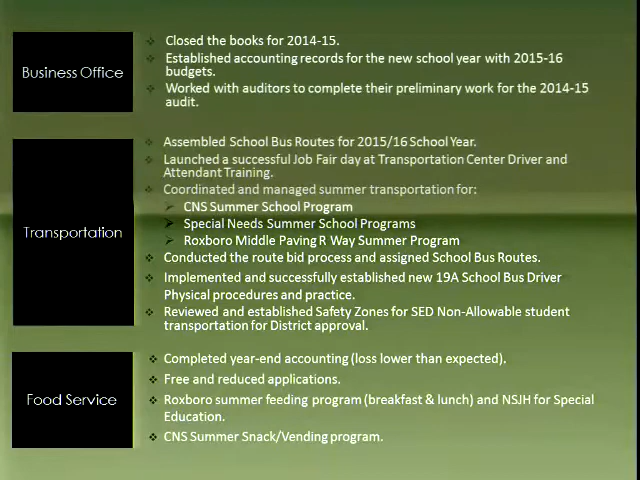 Business Office
Closed the books for 2014-15.
Established accounting records for the new school year with 2015-16
budgets.
Worked with auditors to complete their preliminary work for the 2014-15
audit.
Transportation
Assembled School Bus Routes for 2015/16 School Year.
Launched a successful Job Fair day at Transportation Center Driver and
Attendant Training.
Coordinated and managed summer transportation for:
CNS Summer School Program
Special Needs Summer School Programs
Roxboro Middle Paving R Way Summer Program
Conducted the route bid process and assigned School Bus Routes.
Implemented and successfully established new 19A School Bus Driver
Physical procedures and practice.
Reviewed and established Safety Zones for SED Non-Allowable student
transportation for District approval.
Food Service
Completed year-end accounting (loss lower than expected).
Free and reduced applications.
Roxboro summer feeding program (breakfast & lunch) and NSJH for Special
Education.
CNS Summer Snack/Vending program.